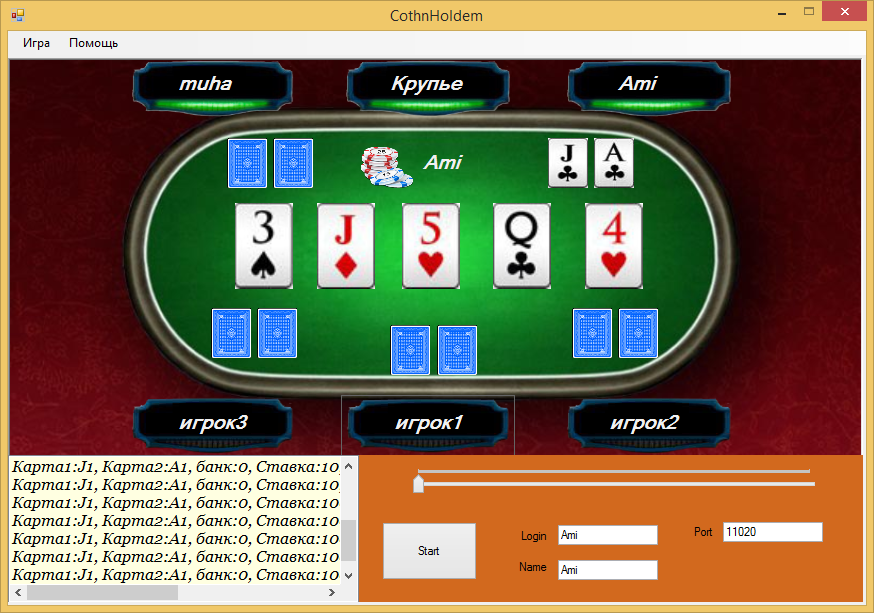 CothnHoldem
Игра Помощь
muha Крупье Ami
Ami
J A
3 J 5 Q 4
игрок3 игрок1 игрок2
Карта1:J1, Карта2:A1, банк:0, Ставка:10,
Карта1:J1, Карта2:A1, банк:0, Ставка:10
Карта1:J1, Карта2:A1, банк:0, Ставка:10
Карта1:J1, Карта2:A1, банк:0, Ставка:10
Карта1:J1, Карта2:A1, банк:0, Ставка:10
Карта1:J1, Карта2:A1, банк:0, Ставка:10
Карта1:J1, Карта2:A1, банк:0, Ставка:10
Start
Login Ami
Port 11020
Name Ami